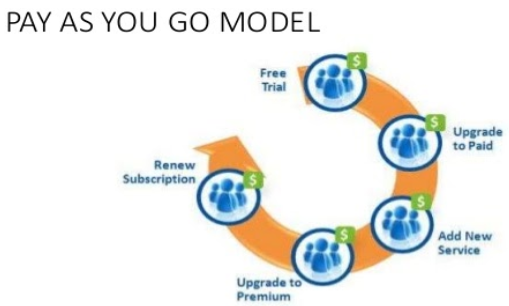 PAY AS YOU GO MODEL
$
Free
Trial
$
Upgrade
to Paid
$
Add New
Service
$
Upgrade to
Premium
$
Renew
Subscription